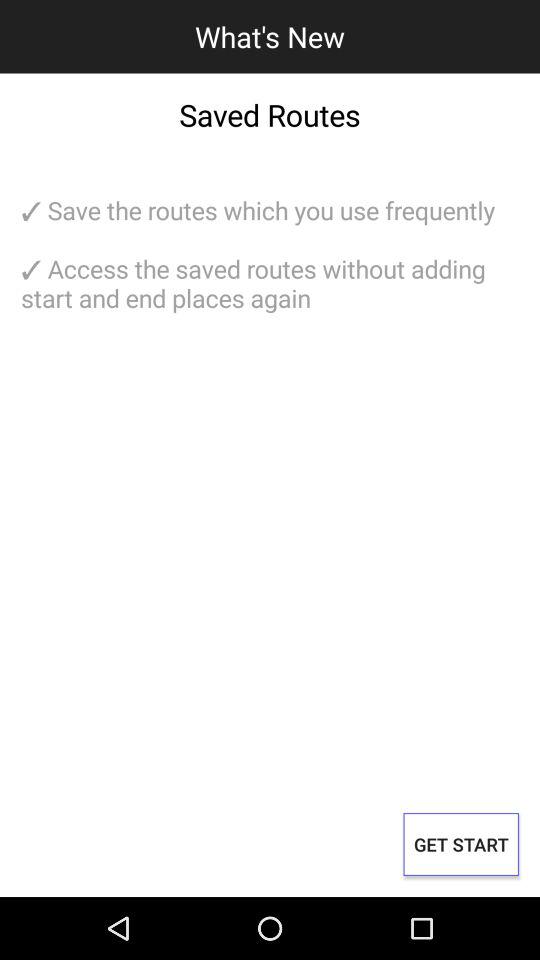 What's New
Saved Routes
✓ Save the routes which you use frequently
✓ Access the saved routes without adding
start and end places again
GET START